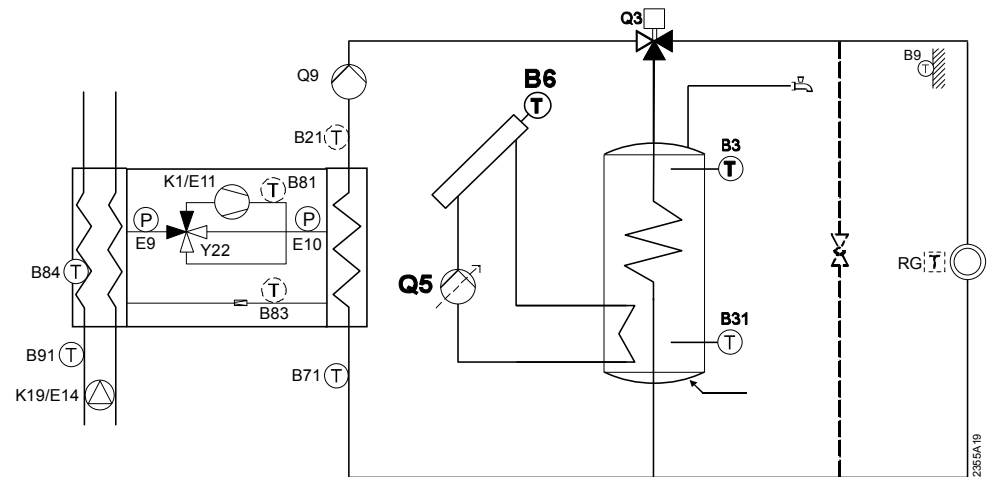 Q3
Q9
B6
T
B9
T
B21
T
B3
T
K1/E11
T
B81
P
P
E9
Y22
E10
B84
T
Q5
RG
T
T
B83
B31
T
B91
T
B71
T
K19/E14
2355A19